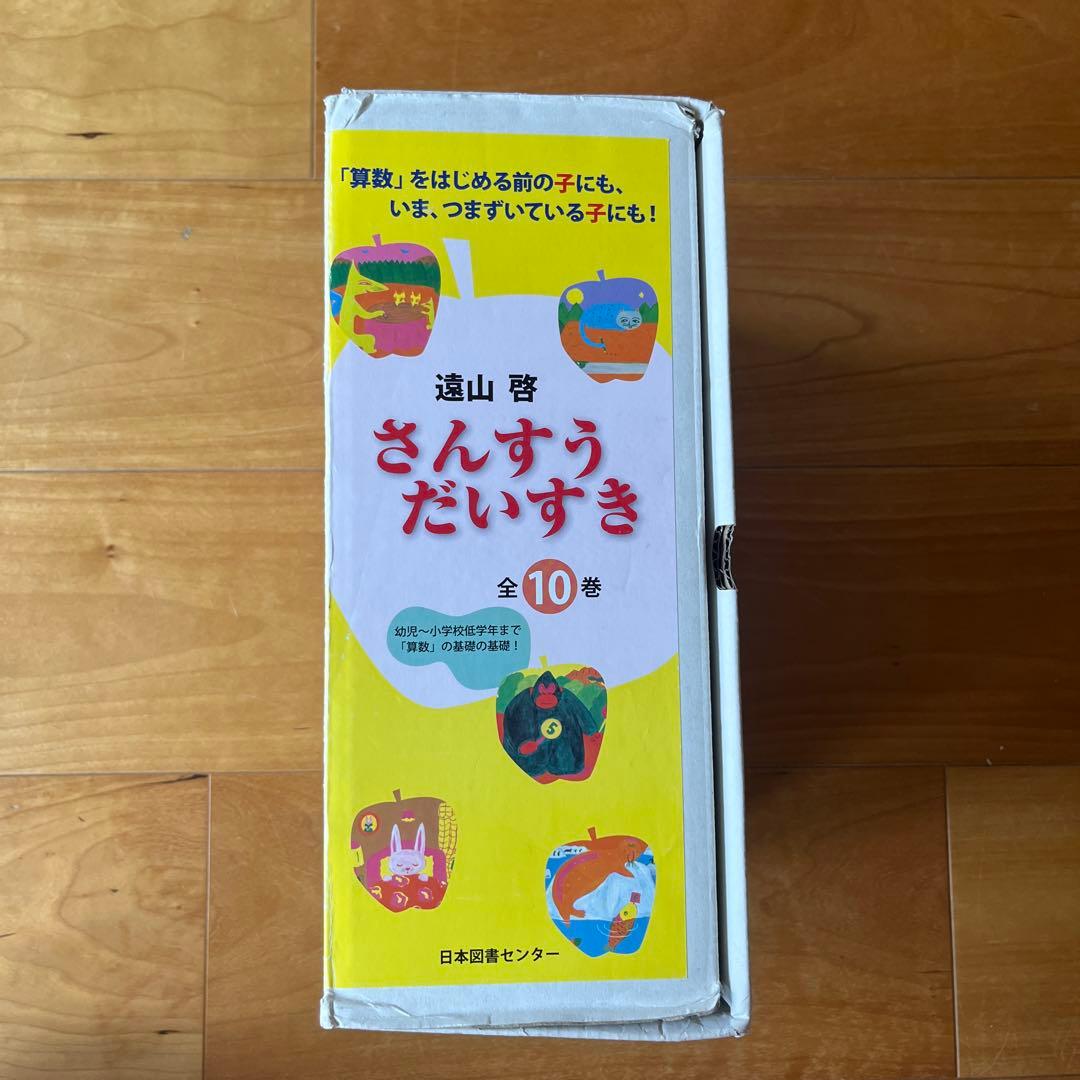 「算数」をはじめる前の子にも、
いま、つまずいている子にも！
遠山 啓
さんすう
だいすき
全10巻
幼児〜小学校低学年まで
「算数」の基礎の基礎！
5
日本図書センター